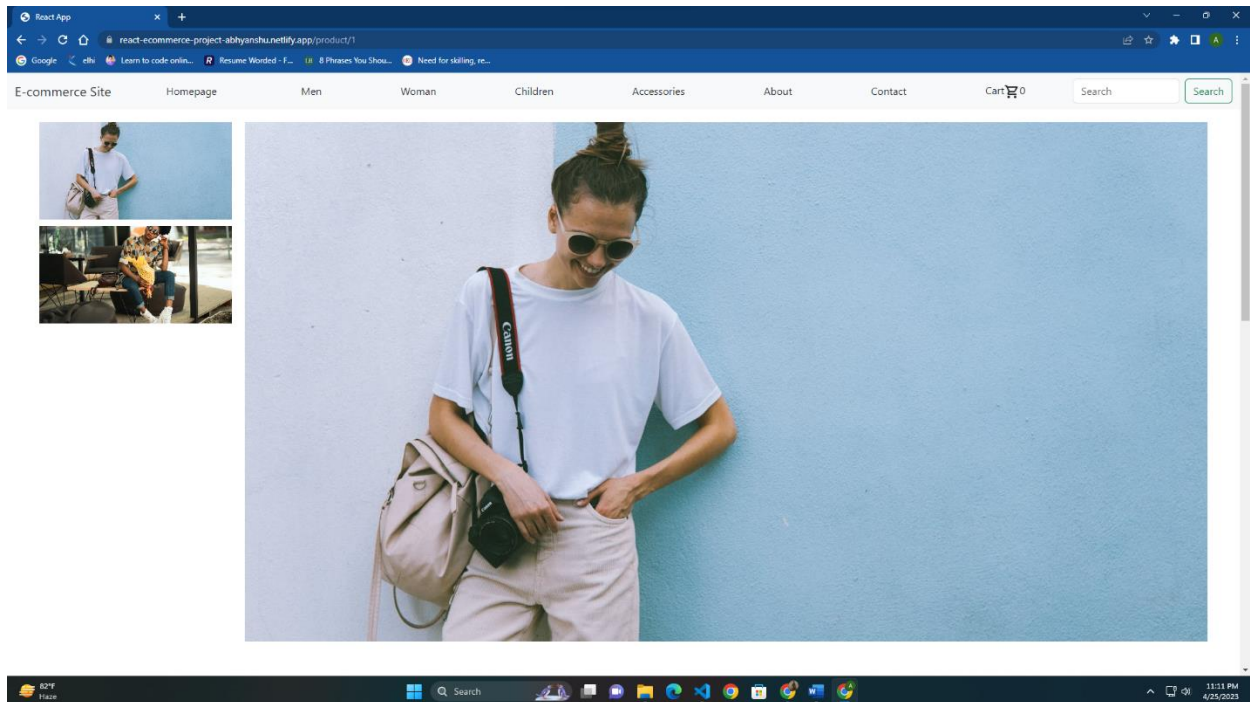 React App
react-ecommerce-project-abhyanshu.netlify.app/product/1
A
Google elhi Learn to code onlin... Resume Worded - F... 8 Phrases You Shou... Need for skilling, re...
E-commerce Site Homepage Men Woman Children Accessories About Contact Cart 0 Search Search
Canon
82°F
Haze
Search
11:11 PM
4/25/2023